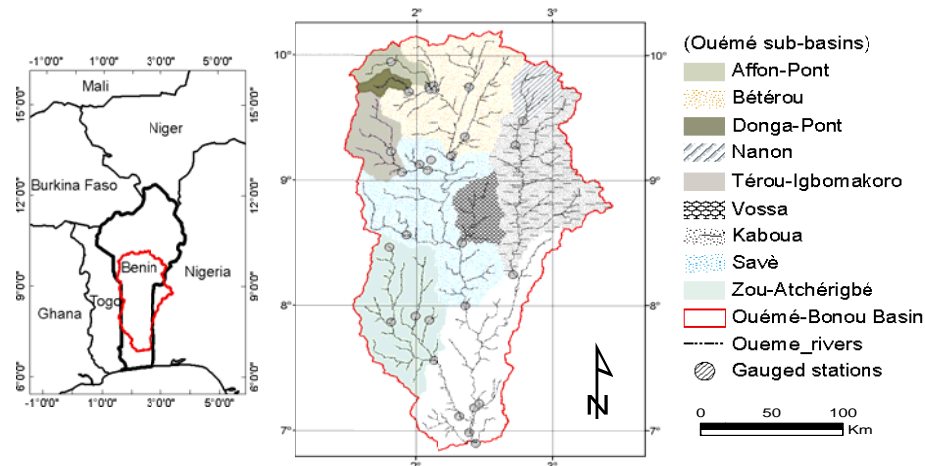 Mali
Niger
Burkina Faso
Benin
Nigeria
Togo
Ghana
15°0'0"
12°0'0"
9°0'0"
6°0'0"
15°0'0"
12°0'0"
9°0'0"
6°0'0"
-1°0'0"
1°0'0"
3°0'0"
5°0'0"
-1°0'0"
1°0'0"
3°0'0"
5°0'0"
2°
3°
10°
10°
9°
9°
8°
8°
7°
7°
2°
3°
N
(Ouémé sub-basins)
Affon-Pont
Bétérou
Donga-Pont
Nanon
Térou-Igbomakoro
Vossa
Kaboua
Savè
Zou-Atchérigbé
Ouémé-Bonou Basin
Oueme_rivers
Gauged stations
0 50 100
Km